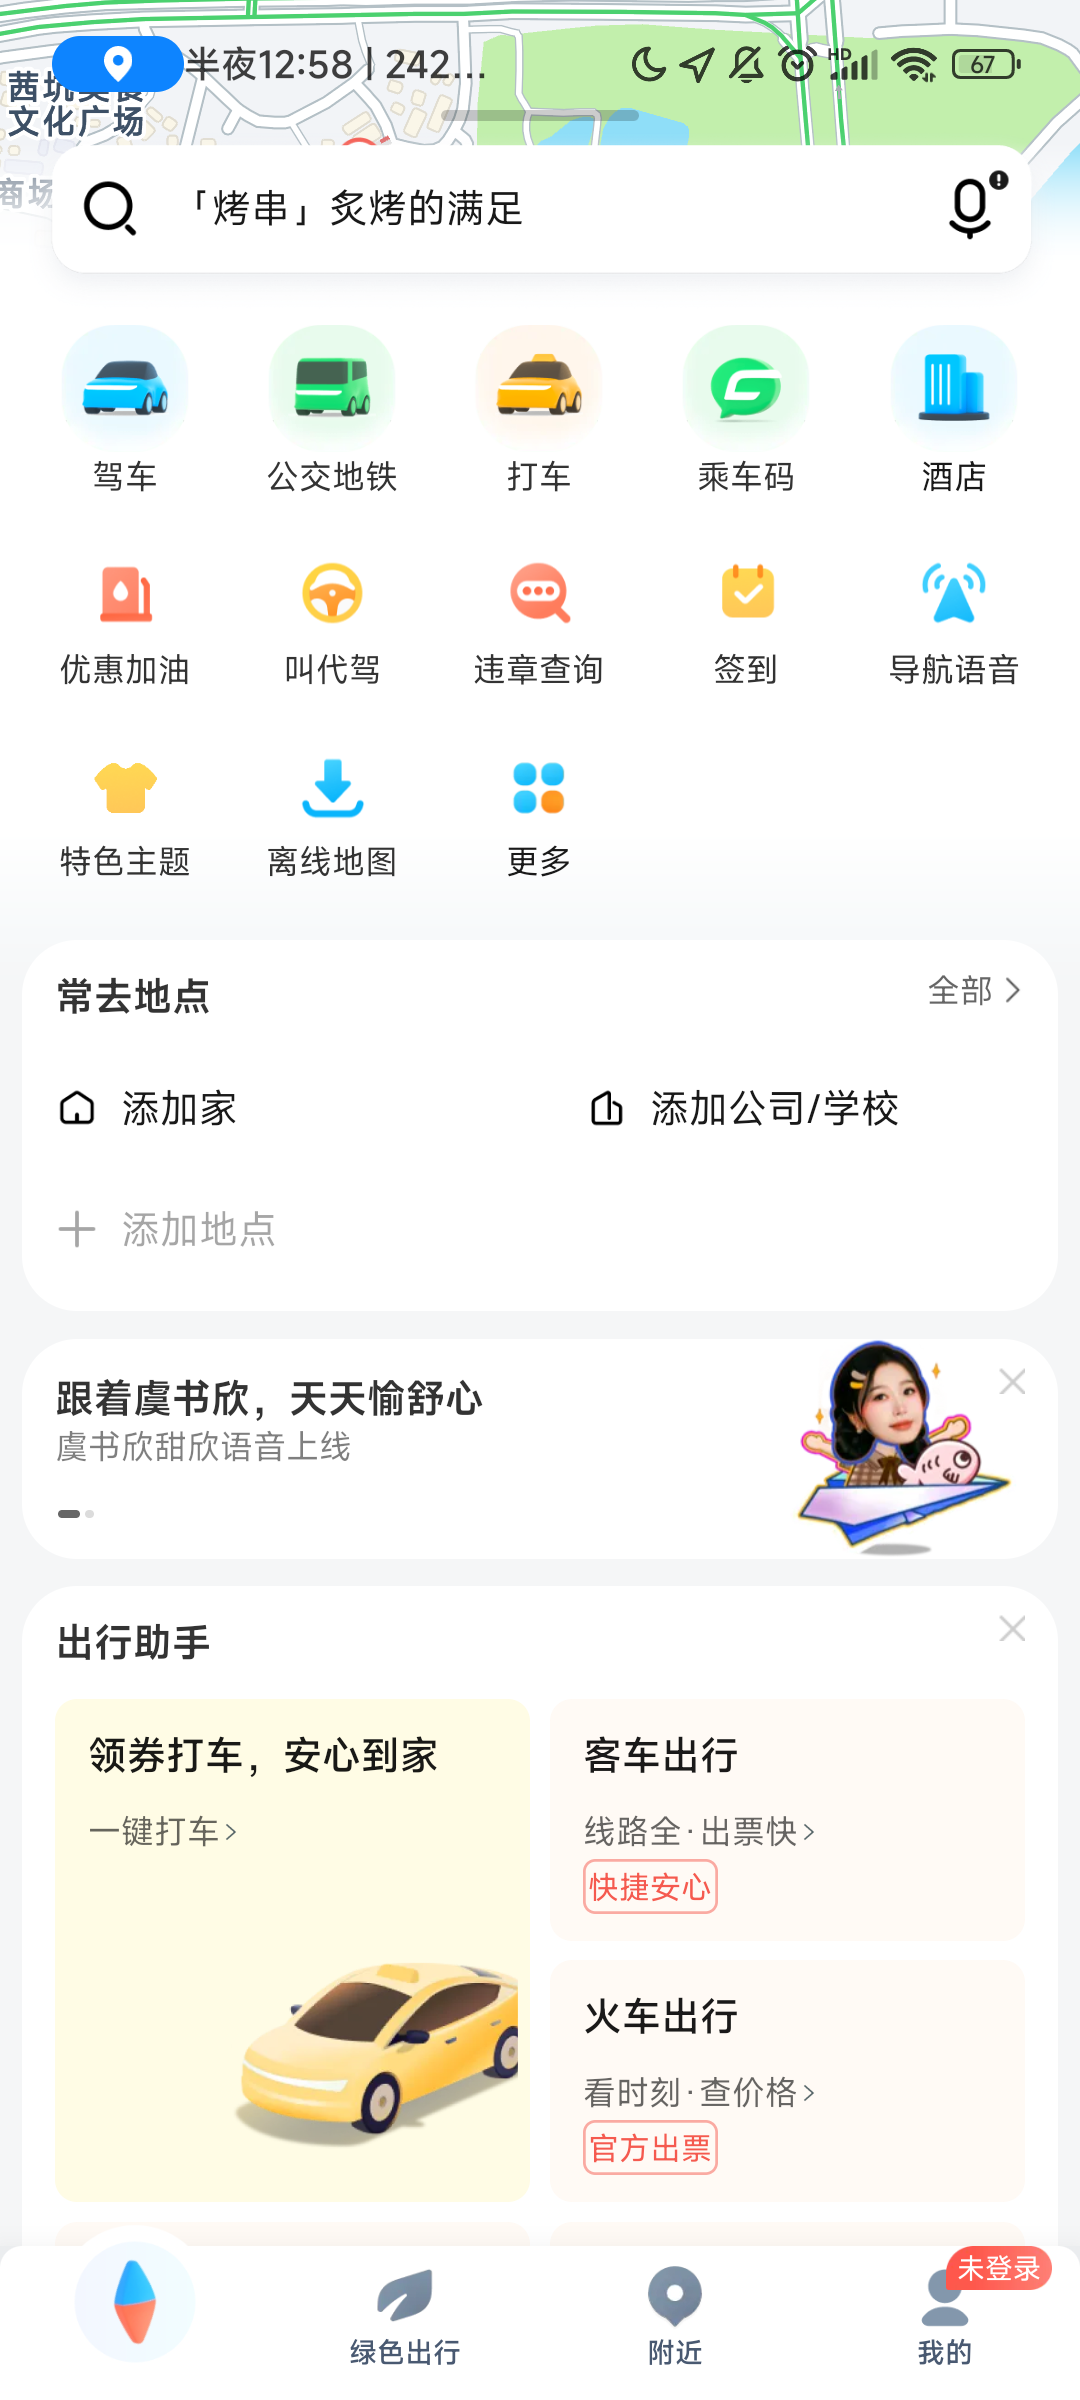 半夜12:58 | 242...
HD
67
文化广场
商场
「烤串」炙烤的满足
驾车
公交地铁
打车
乘车码
酒店
优惠加油
叫代驾
违章查询
签到
导航语音
特色主题
离线地图
更多
常去地点
全部
添加家
添加公司/学校
添加地点
跟着虞书欣，天天愉舒心
虞书欣甜欣语音上线
出行助手
领券打车，安心到家
一键打车
客车出行
线路全·出票快
快捷安心
火车出行
看时刻·查价格
官方出票
未登录
绿色出行
附近
我的